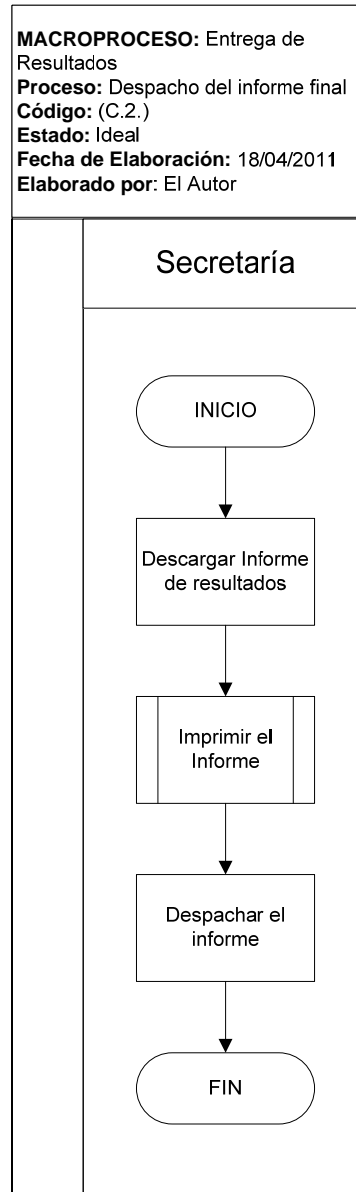 MACROPROCESO: Entrega de
Resultados
Proceso: Despacho del informe final
Código: (C.2.)
Estado: Ideal
Fecha de Elaboración: 18/04/2011
Elaborado por: El Autor
Secretaría
INICIO
Descargar Informe
de resultados
Imprimir el
Informe
Despachar el
informe
FIN